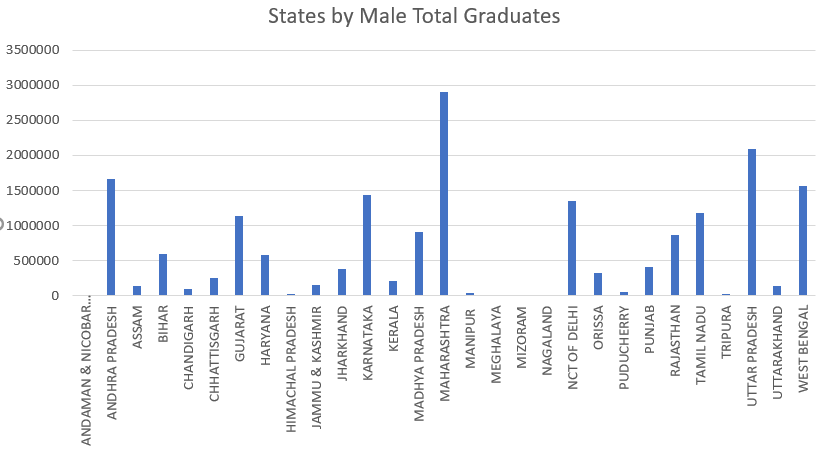 States by Male Total Graduates
3500000
3000000
2500000
2000000
1500000
1000000
500000
0
ANDAMAN & NICOBAR...
ANDHRA PRADESH
ASSAM
BIHAR
CHANDIGARH
CHHATTISGARH
GUJARAT
HARYANA
HIMACHAL PRADESH
JAMMU & KASHMIR
JHARKHAND
KARNATAKA
KERALA
MADHYA PRADESH
MAHARASHTRA
MANIPUR
MEGHALAYA
MIZORAM
NAGALAND
NCT OF DELHI
ORISSA
PUDUCHERRY
PUNJAB
RAJASTHAN
TAMIL NADU
TRIPURA
UTTAR PRADESH
UTTARAKHAND
WEST BENGAL